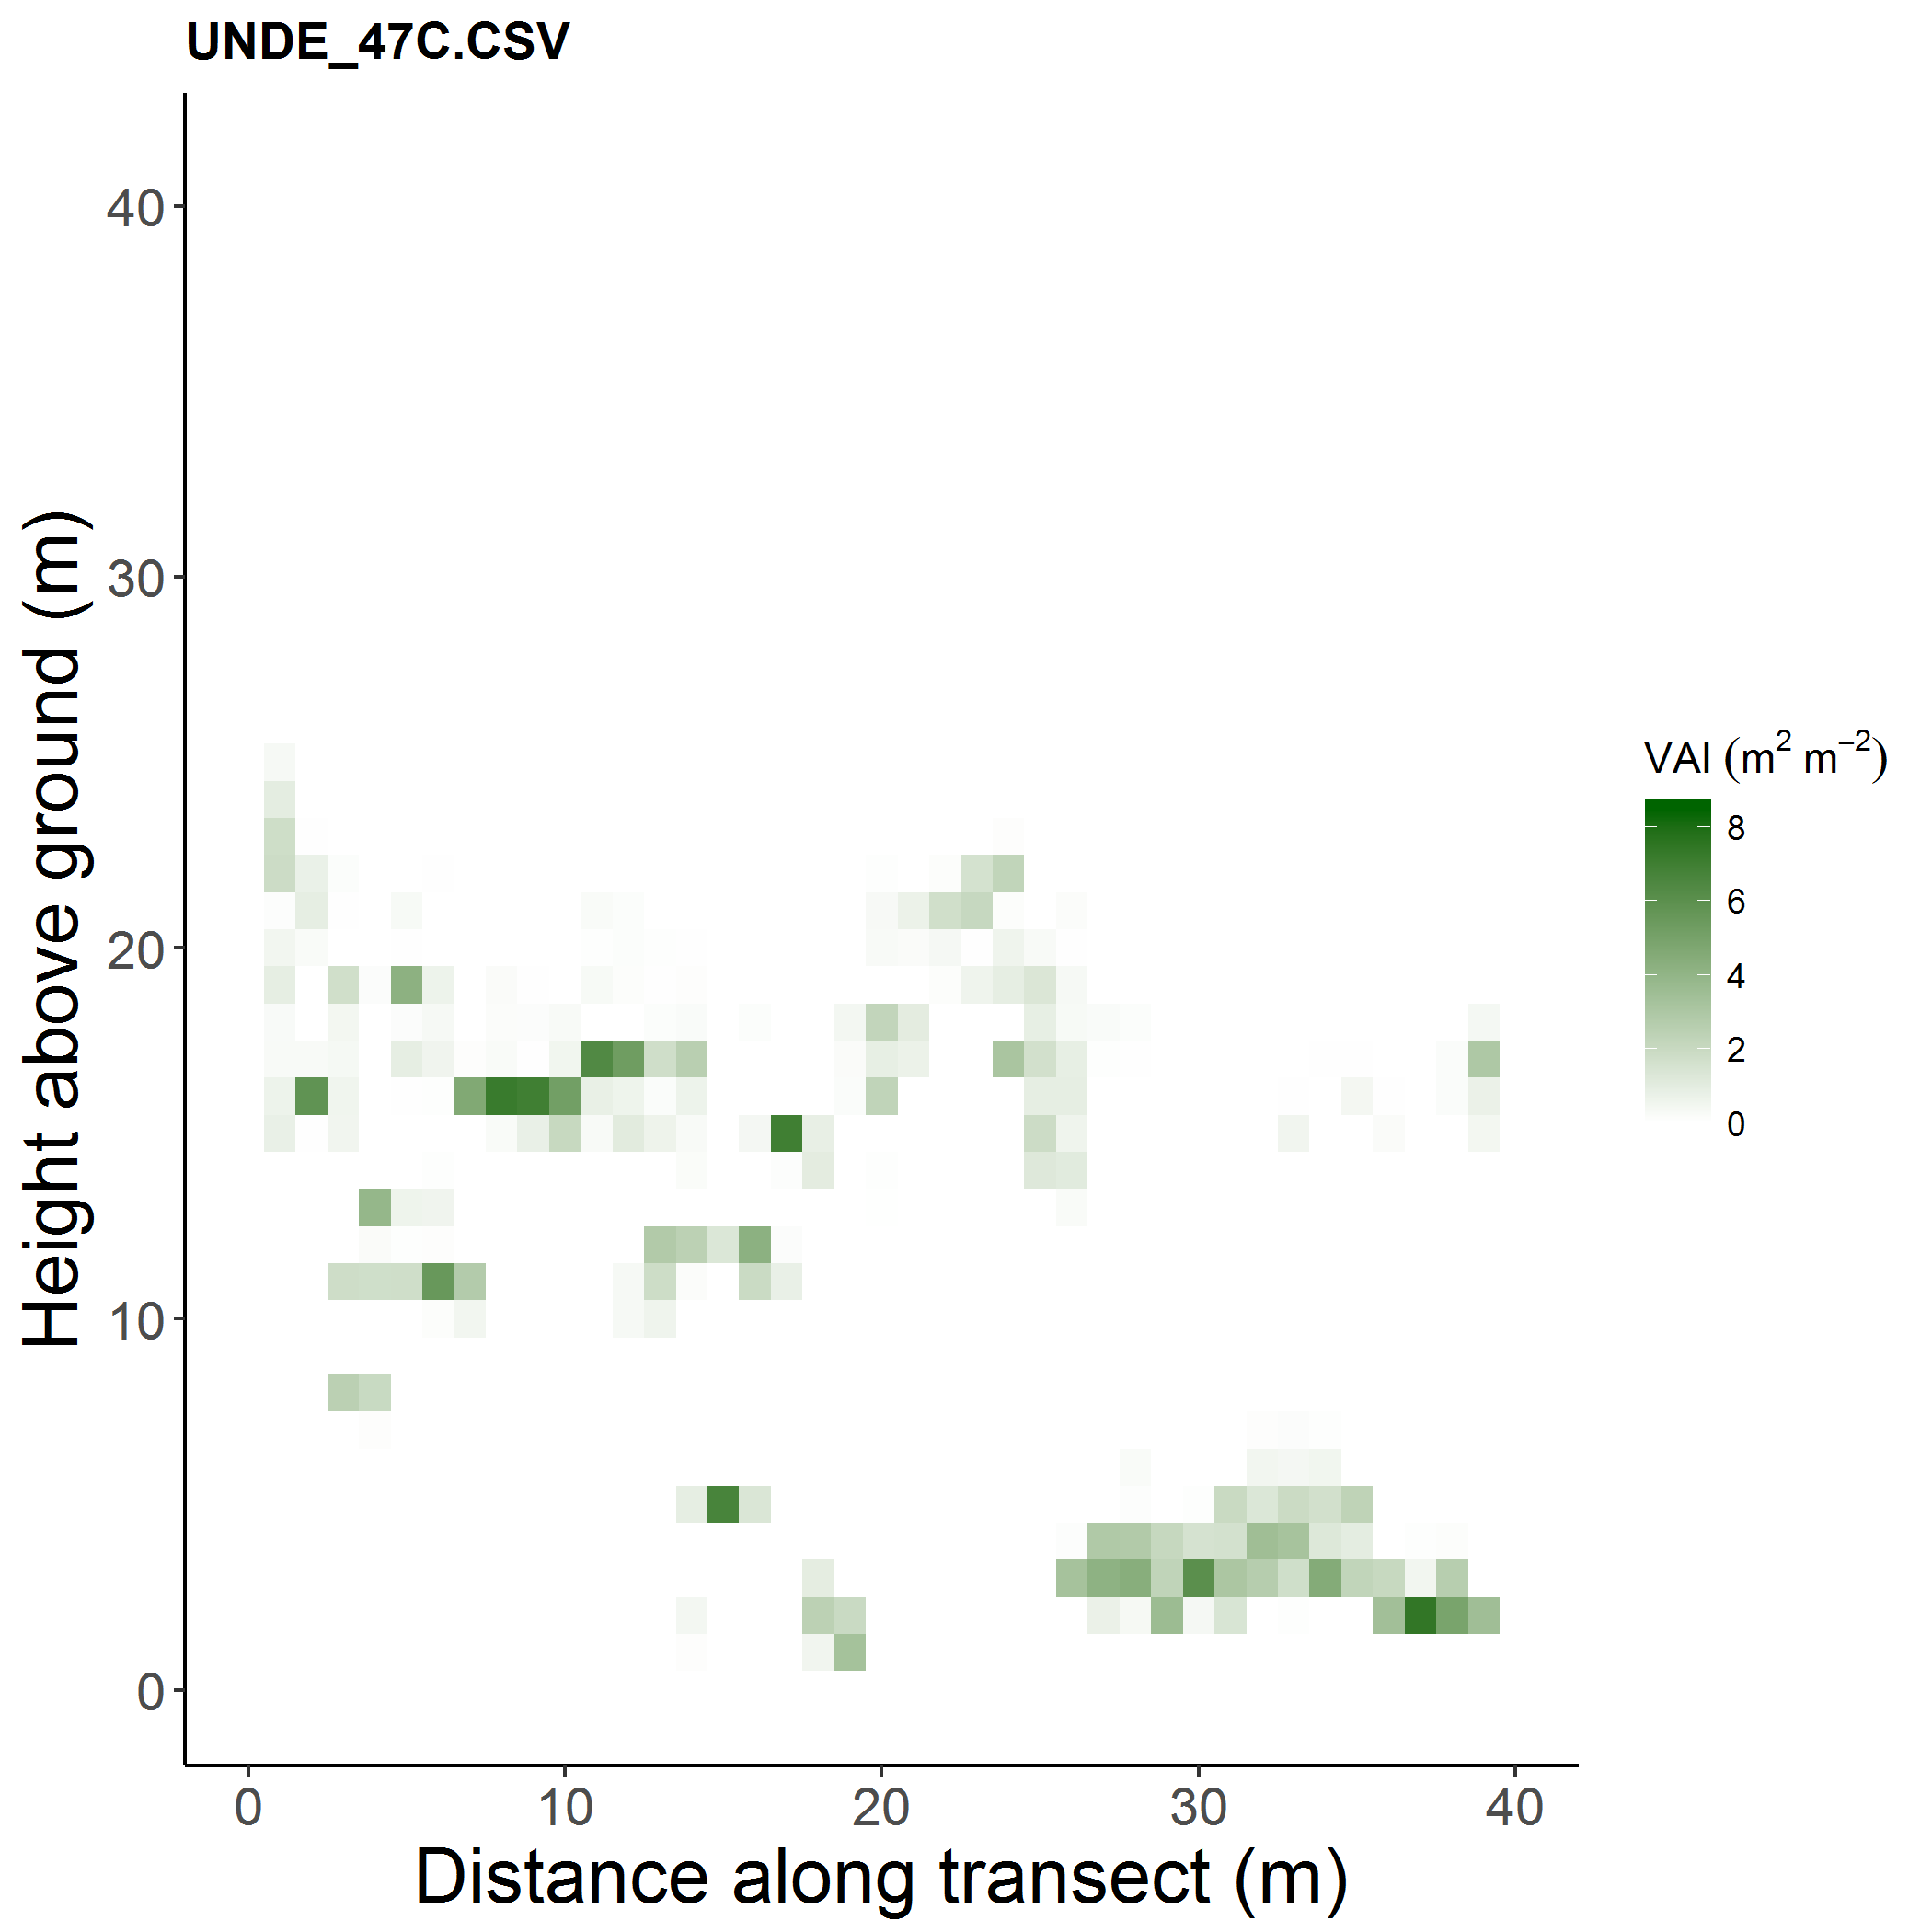 UNDE_47C.CSV
40
30
20
10
0
Height above ground (m)
0 10 20 30 40
Distance along transect (m)
VAI (m² m⁻²)
8
6
4
2
0